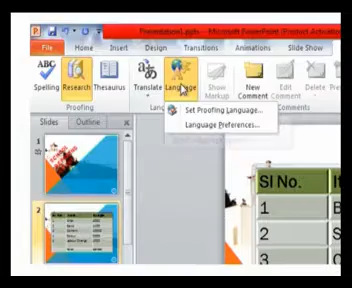 Presentation1.pptx - Microsoft PowerPoint (Product Activation
File Home Insert Design Transitions Animations Slide Show
Spelling Research Thesaurus Translate Language Show Markup New Comment Edit Comment Delete
Proofing
Comments
Set Proofing Language...
Language Preferences...
Slides Outline
1
2
Sl No.
1
2
3